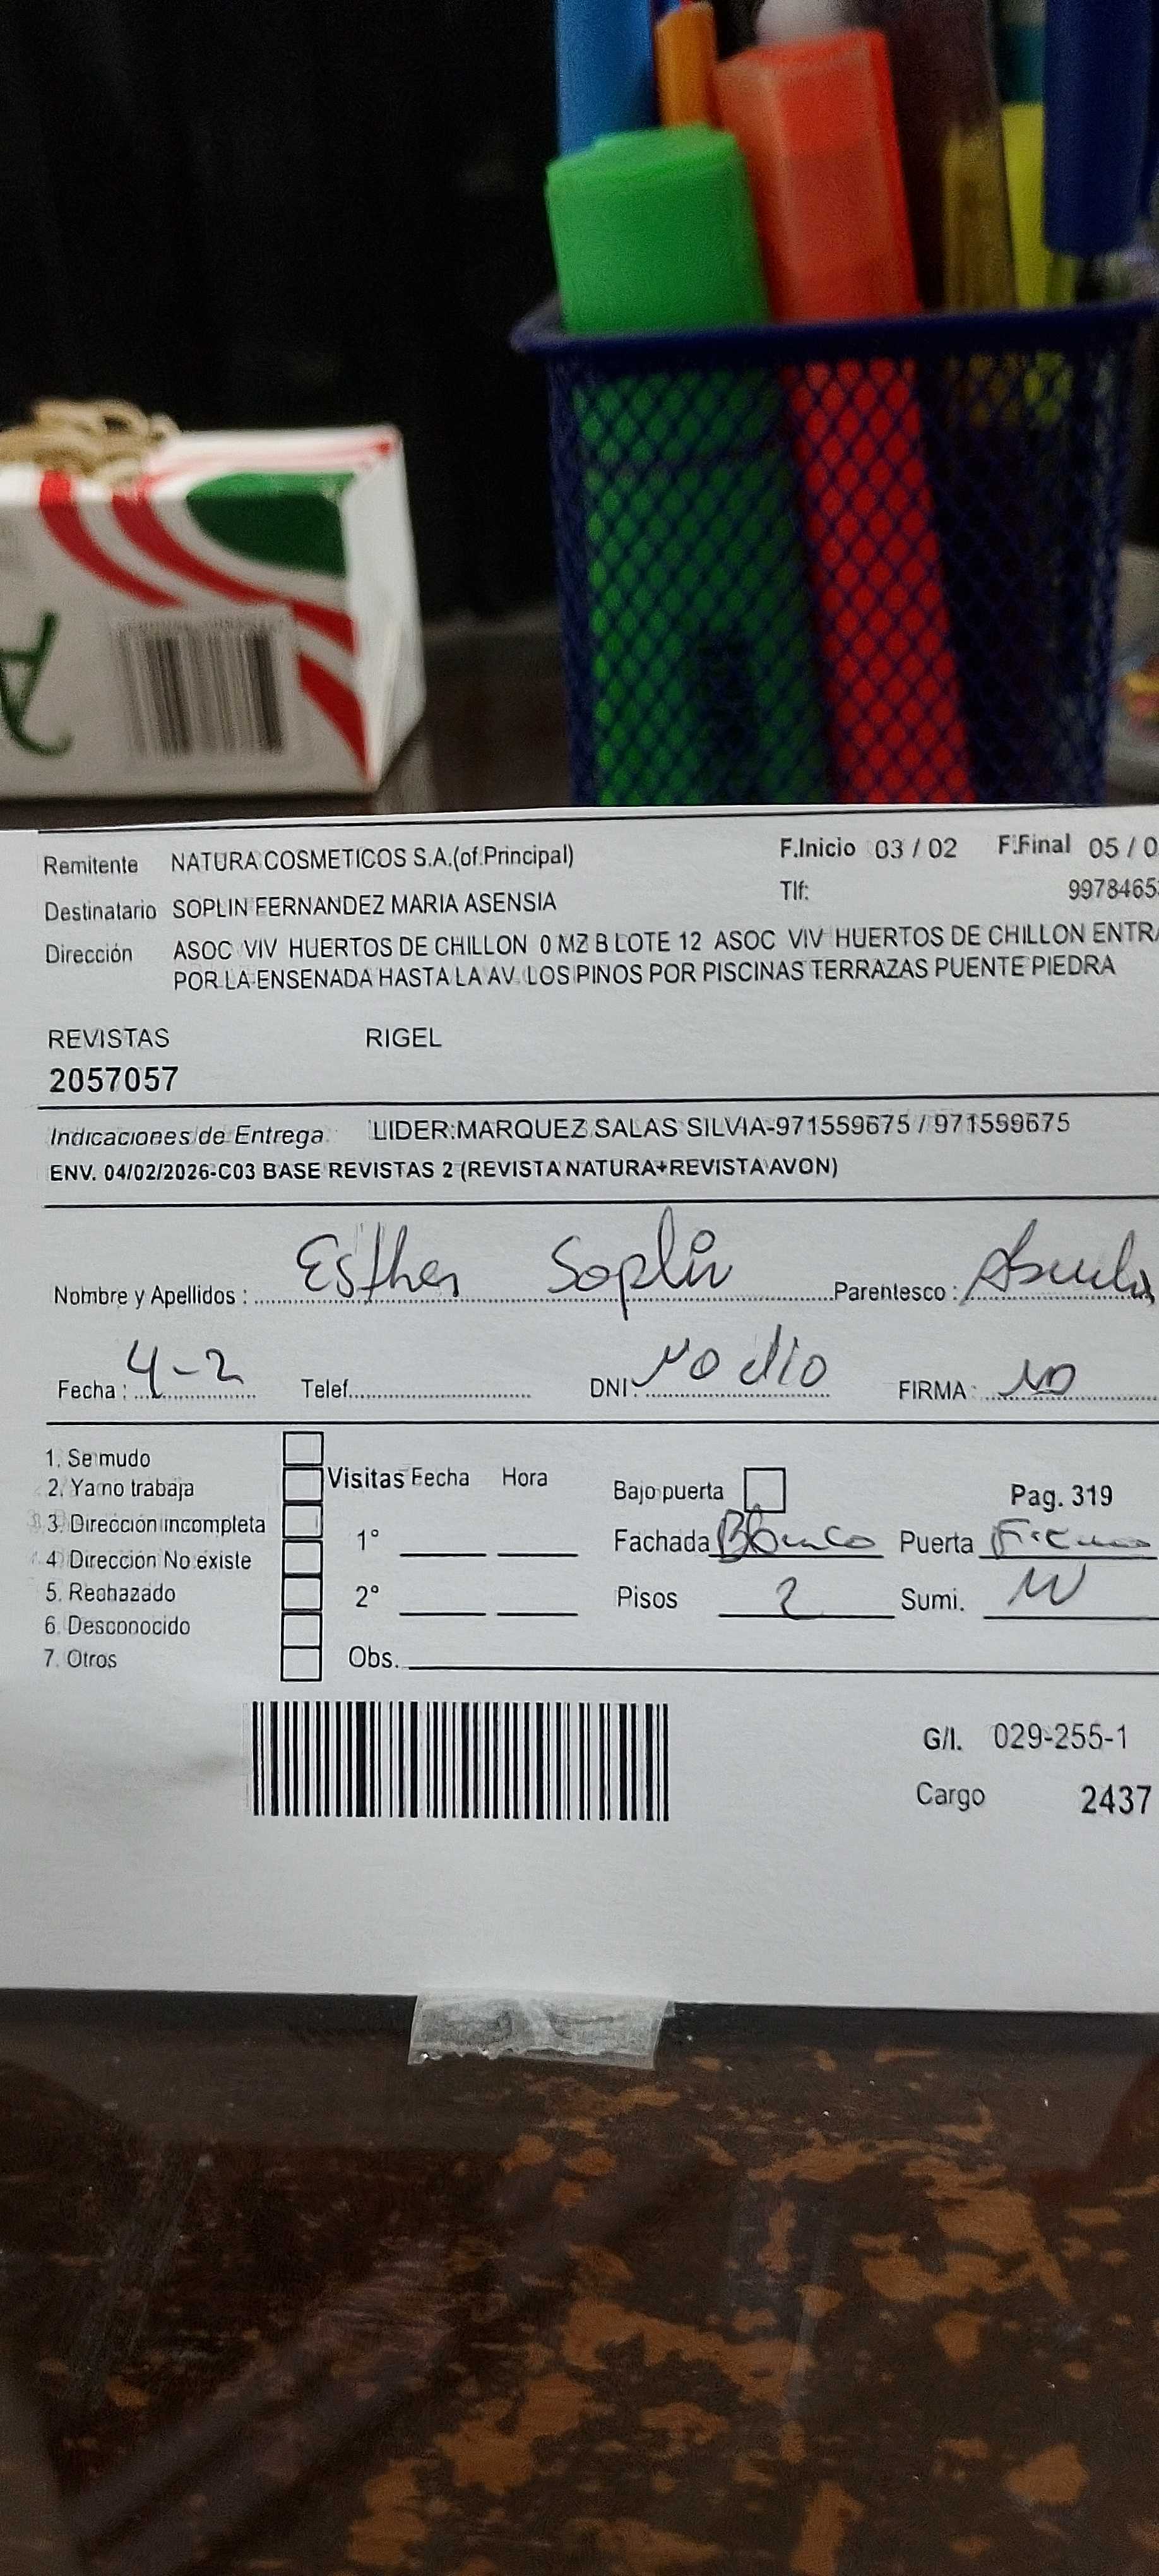 Remitente NATURA COSMETICOS S.A.(of.Principal) F.Inicio 03 / 02 F.Final 05 / 0
Destinatario SOPLIN FERNANDEZ MARIA ASENSIA Tlf: 9978465
Dirección ASOC VIV HUERTOS DE CHILLON 0 MZ B LOTE 12 ASOC VIV HUERTOS DE CHILLON ENTRA
POR LA ENSENADA HASTA LA AV. LOS PINOS POR PISCINAS TERRAZAS PUENTE PIEDRA
REVISTAS RIGEL
2057057
Indicaciones de Entrega: LIDER:MARQUEZ SALAS SILVIA-971559675 / 971559675
ENV. 04/02/2026-C03 BASE REVISTAS 2 (REVISTA NATURA+REVISTA AVON)
Nombre y Apellidos : Esther Soplin Parentesco :
Fecha : 4-2 Telef. DNI: No dio FIRMA : NO
1. Se mudo
2. Ya no trabaja Visitas Fecha Hora Bajo puerta Pag. 319
3. Dirección incompleta 1° Fachada Blanco Puerta
4 Dirección No existe
5. Rechazado 2° Pisos 2 Sumi.
6. Desconocido
7. Otros Obs.
G/I. 029-255-1
Cargo 2437